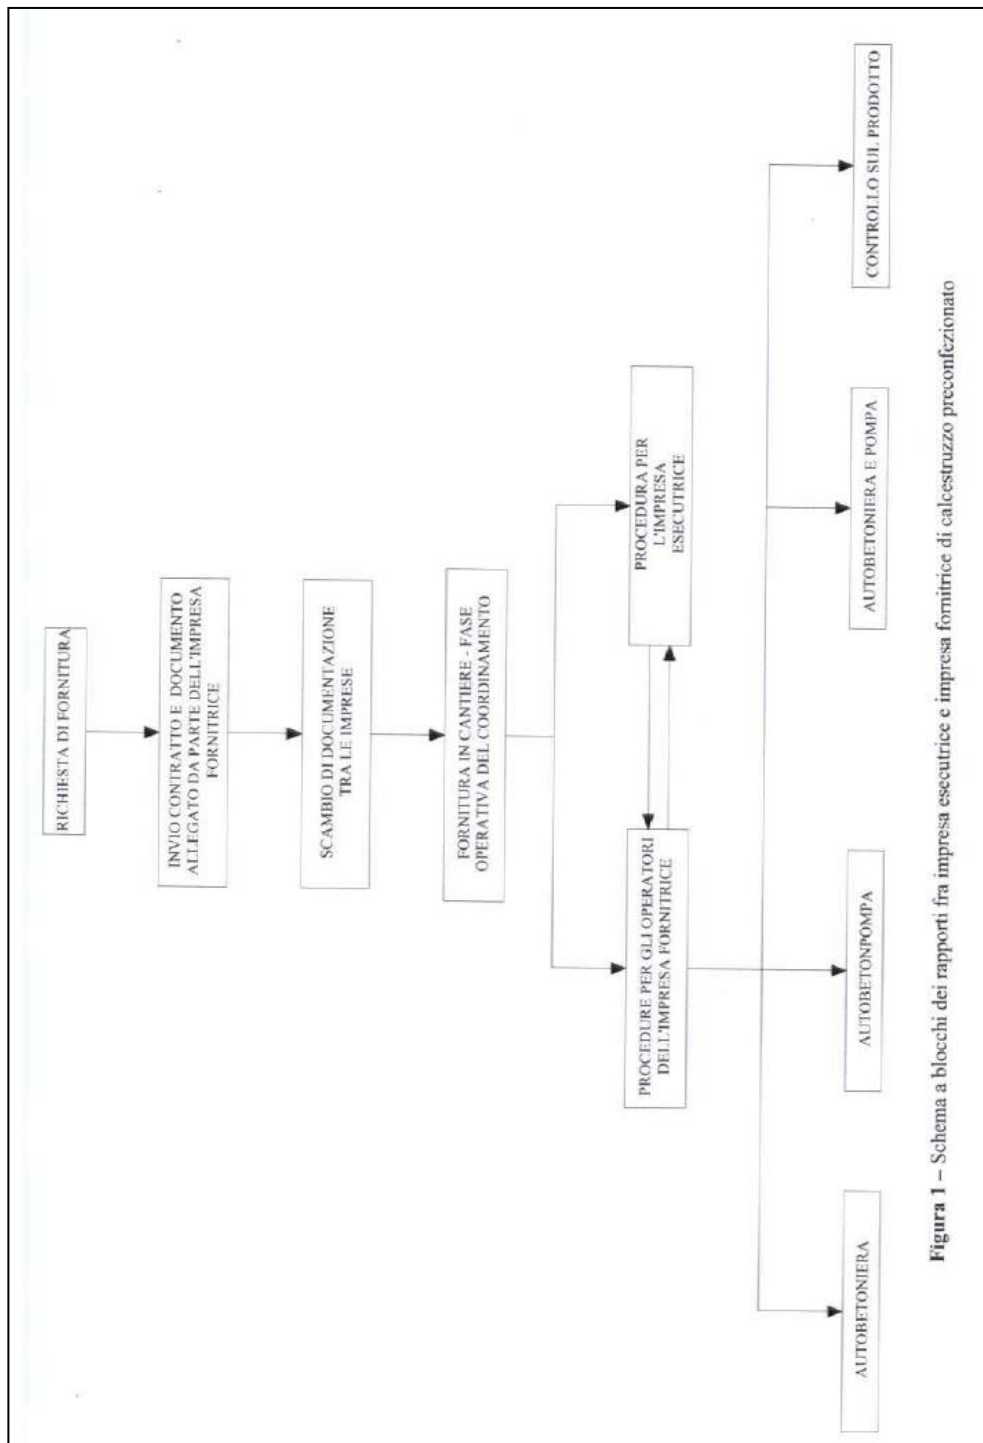 RICHIESTA DI FORNITURA
INVIO CONTRATTO E DOCUMENTO
ALLEGATO DA PARTE DELL'IMPRESA
FORNITRICE
SCAMBIO DI DOCUMENTAZIONE
TRA LE IMPRESE
FORNITURA IN CANTIERE - FASE
OPERATIVA DEL COORDINAMENTO
PROCEDURE PER GLI OPERATORI
DELL'IMPRESA FORNITRICE
PROCEDURA PER
L'IMPRESA
ESECUTRICE
AUTOBETONIERA
AUTOBETONPOMPA
AUTOBETONIERA E POMPA
CONTROLLO SUL PRODOTTO
Figura 1 – Schema a blocchi dei rapporti fra impresa esecutrice e impresa fornitrice di calcestruzzo preconfezionato